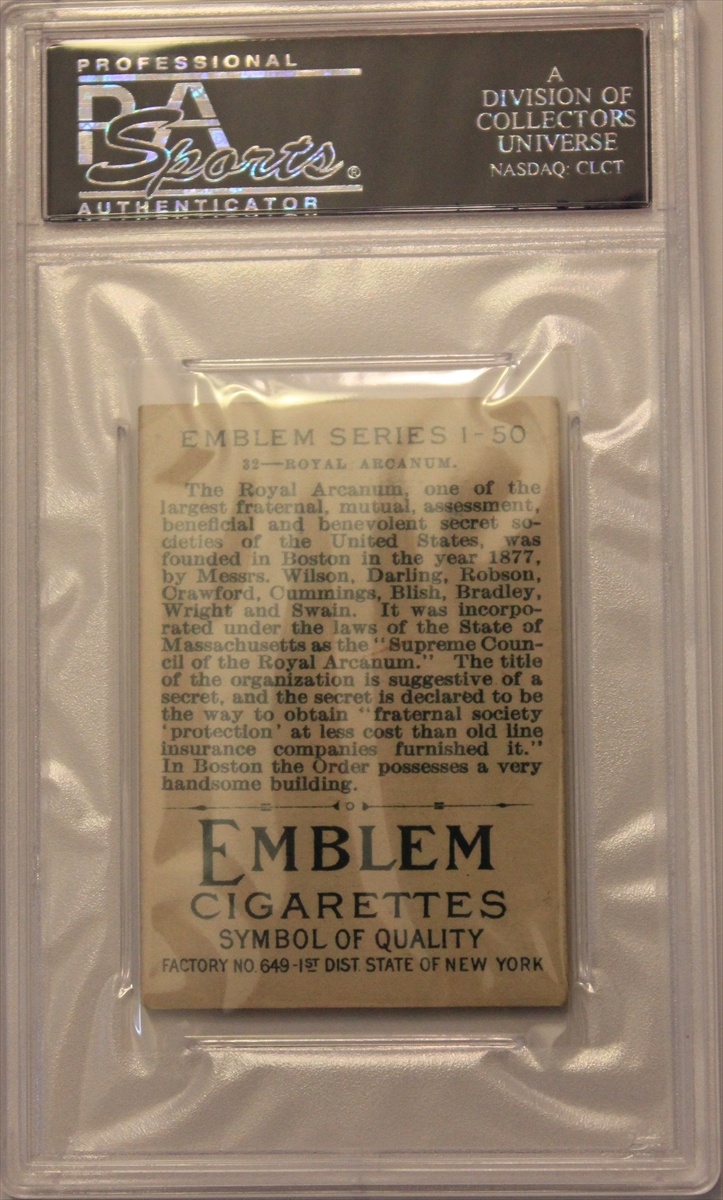 PROFESSIONAL
PSA
Sports®
AUTHENTICATOR
A
DIVISION OF
COLLECTORS
UNIVERSE
NASDAQ: CLCT
EMBLEM SERIES 1-50
32—ROYAL ARCANUM.
The Royal Arcanum, one of the
largest fraternal, mutual, assessment,
beneficial and benevolent secret so-
cieties of the United States, was
founded in Boston in the year 1877,
by Messrs. Wilson, Darling, Robson,
Crawford, Cummings, Blish, Bradley,
Wright and Swain. It was incorpo-
rated under the laws of the State of
Massachusetts as the "Supreme Coun-
cil of the Royal Arcanum." The title
of the organization is suggestive of a
secret, and the secret is declared to be
the way to obtain "fraternal society
'protection' at less cost than old line
insurance companies furnished it."
In Boston the Order possesses a very
handsome building.
EMBLEM
CIGARETTES
SYMBOL OF QUALITY
FACTORY NO. 649-1ST DIST. STATE OF NEW YORK